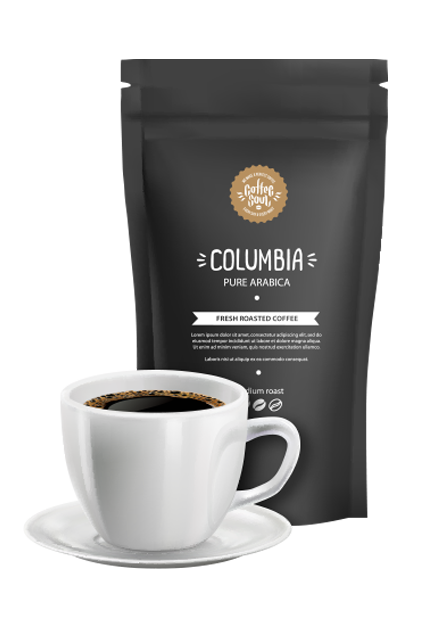 Coffee
Soul
COLUMBIA
PURE ARABICA
FRESH ROASTED COFFEE
Lorem ipsum dolor sit amet, consectetur adipiscing elit, sed do
eiusmod tempor incididunt ut labore et dolore magna aliqua.
Ut enim ad minim veniam, quis nostrud exercitation ullamco.
Laboris nisi ut aliquip ex ea commodo consequat.
dium roast